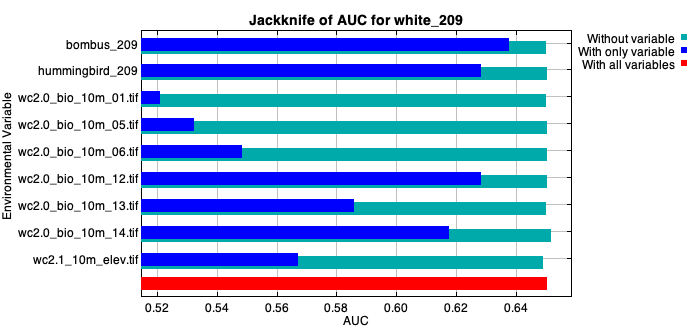 Jackknife of AUC for white_209
Without variable
With only variable
With all variables
Environmental Variable
bombus_209
hummingbird_209
wc2.0_bio_10m_01.tif
wc2.0_bio_10m_05.tif
wc2.0_bio_10m_06.tif
wc2.0_bio_10m_12.tif
wc2.0_bio_10m_13.tif
wc2.0_bio_10m_14.tif
wc2.1_10m_elev.tif
0.52 0.54 0.56 0.58 0.60 0.62 0.64
AUC